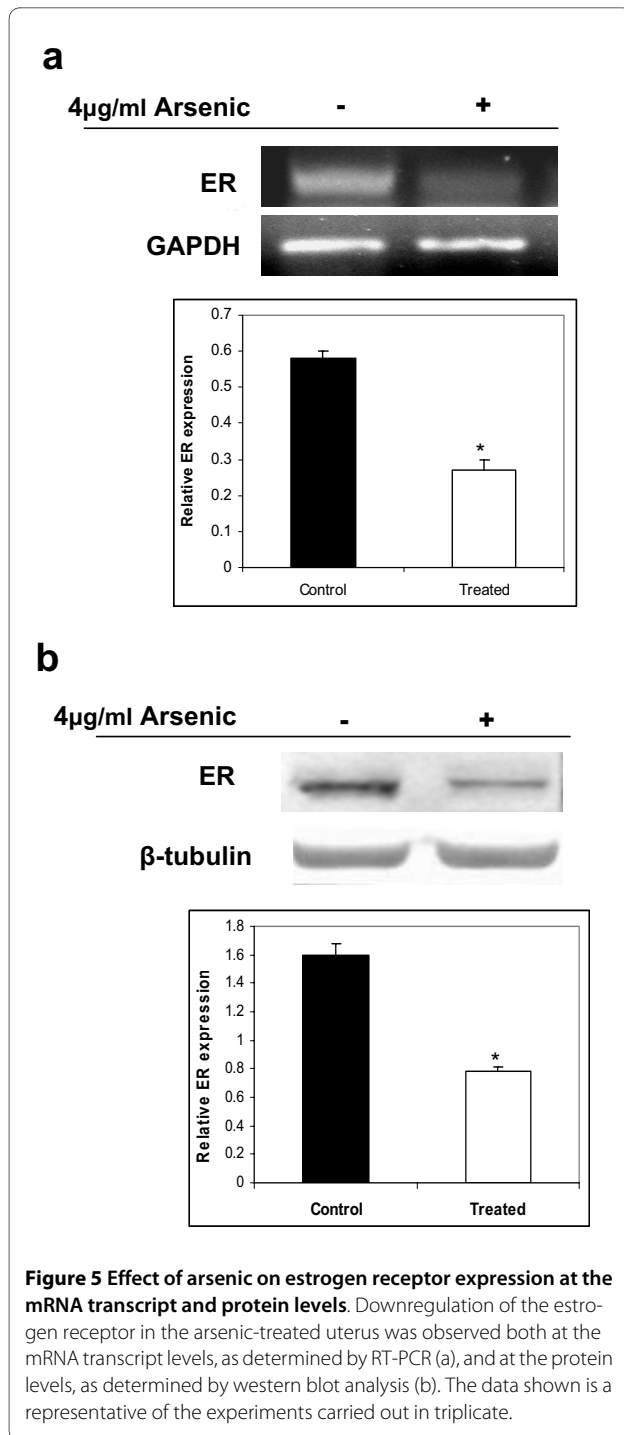 a
4µg/ml Arsenic - +
ER
GAPDH
0.7
0.6
0.5
0.4
0.3
0.2
0.1
0
Relative ER expression
*
Control Treated
b
4µg/ml Arsenic - +
ER
β-tubulin
1.8
1.6
1.4
1.2
1
0.8
0.6
0.4
0.2
0
Relative ER expression
*
Control Treated
Figure 5 Effect of arsenic on estrogen receptor expression at the
mRNA transcript and protein levels. Downregulation of the estro-
gen receptor in the arsenic-treated uterus was observed both at the
mRNA transcript levels, as determined by RT-PCR (a), and at the protein
levels, as determined by western blot analysis (b). The data shown is a
representative of the experiments carried out in triplicate.